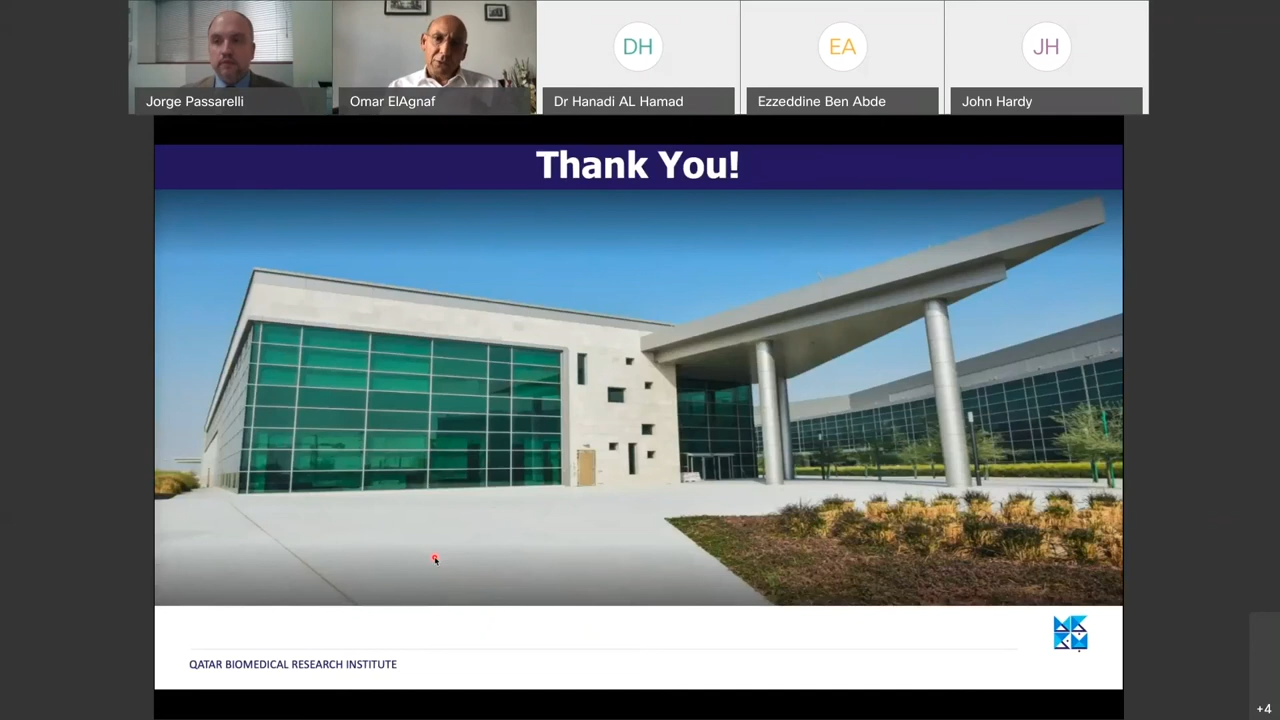 Jorge Passarelli
Omar ElAgnaf
DH
Dr Hanadi AL Hamad
EA
Ezzeddine Ben Abde
JH
John Hardy
Thank You!
QATAR BIOMEDICAL RESEARCH INSTITUTE
+4